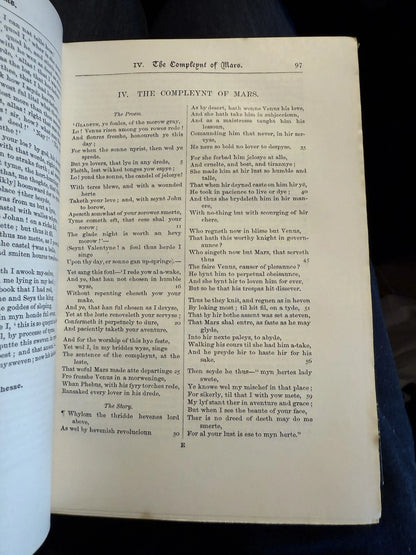 IV. The Compleynt of Mars. 97
IV. THE COMPLEYNT OF MARS.
The Proem.
'GLADETH, ye foules, of the morow gray,
Lo! Venus risen among yon rowes rede!
And floures fresshe, honoureth ye this
day;
For when the sonne uprist, then wol ye
sprede.
But ye lovers, that lye in any drede, 5
Fleëth, lest wikked tonges yow espye;
Lo! yond the sonne, the candel of jelosye!
With teres blewe, and with a wounded
herte
Taketh your leve; and, with seynt John
to borow,
Apeseth somwhat of your sorowes smerte,
Tyme cometh eft, that cese shal your
sorow; 11
The glade night is worth an hevy
morow!'—
(Seynt Valentyne! a foul thus herde I
singe
Upon thy day, er sonne gan up-springe).—
Yet sang this foul—'I rede yow al a-wake,
And ye, that han not chosen in humble
wyse, 16
Without repenting cheseth yow your
make.
And ye, that han ful chosen as I devyse,
Yet at the leste renoveleth your servyse;
Confermeth it perpetuely to dure, 20
And paciently taketh your aventure.
And for the worship of this hye feste,
Yet wol I, in my briddes wyse, singe
The sentence of the compleynt, at the
leste,
That woful Mars made atte departinge 25
Fro fresshe Venus in a morweninge,
Whan Phebus, with his fyry torches rede,
Ransaked every lover in his drede.
The Story.
¶ Whylom the thridde hevenes lord
above,
As wel by hevenish revolucioun 30
As by desert, hath wonne Venus his love,
And she hath take him in subjeccioun,
And as a maistresse taught him his
lessoun,
Comaunding him that never, in hir ser-
vyse,
He nere so bold no lover to despyse. 35
For she forbad him jelosye at alle,
And crueltee, and bost, and tirannye;
She made him at hir lust so humble and
talle,
That when hir deyned caste on him hir yë,
He took in pacience to live or dye; 40
And thus she brydeleth him in hir man-
ere,
With no-thing but with scourging of hir
chere.
Who regneth now in blisse but Venus,
That hath this worthy knight in govern-
aunce?
Who singeth now but Mars, that serveth
thus 45
The faire Venus, causer of plesaunce?
He bynt him to perpetual obeisaunce,
And she bynt hir to loven him for ever,
But so be that his trespas hit dissever.
Thus be they knit, and regnen as in heven
By loking most; til hit fil, on a tyde, 51
That by hir bothe assent was set a steven,
That Mars shal entre, as faste as he may
glyde,
Into hir nexte paleys, to abyde,
Walking his cours til she had him a-take,
And he preyde hir to haste hir for his
sake. 56
Then seyde he thus—"myn hertes lady
swete,
Ye knowe wel my mischef in that place;
For sikerly, til that I with yow mete, 59
My lyf stant ther in aventure and grace;
But when I see the beaute of your face,
Ther is no dreed of deeth may do me
smerte,
For al your lust is ese to myn herte."
E